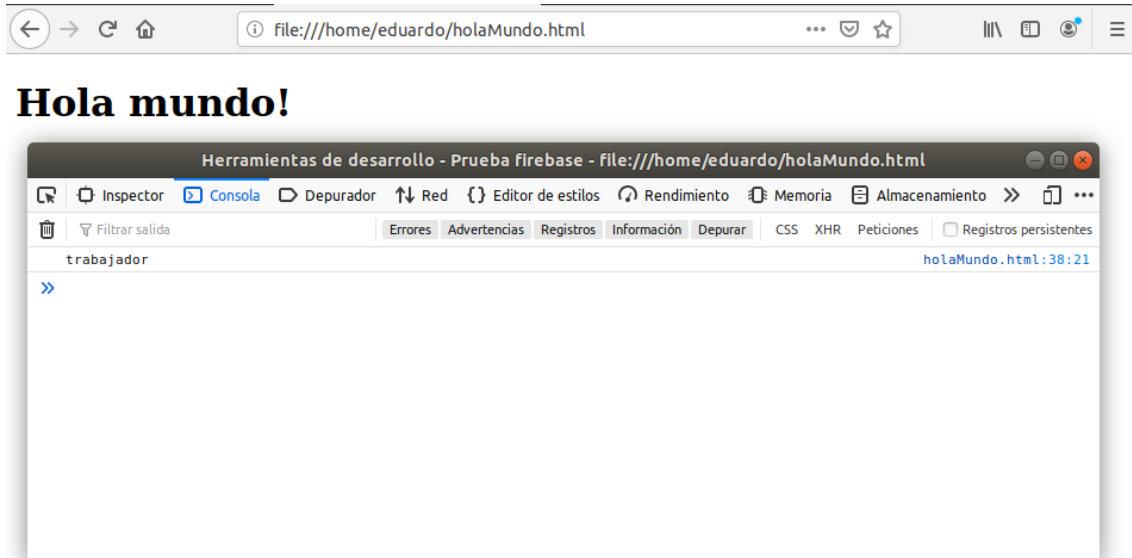 file:///home/eduardo/holaMundo.html
Hola mundo!
Herramientas de desarrollo - Prueba firebase - file:///home/eduardo/holaMundo.html
Inspector Consola Depurador Red Editor de estilos Rendimiento Memoria Almacenamiento
Filtrar salida Errores Advertencias Registros Información Depurar CSS XHR Peticiones Registros persistentes
trabajador holaMundo.html:38:21